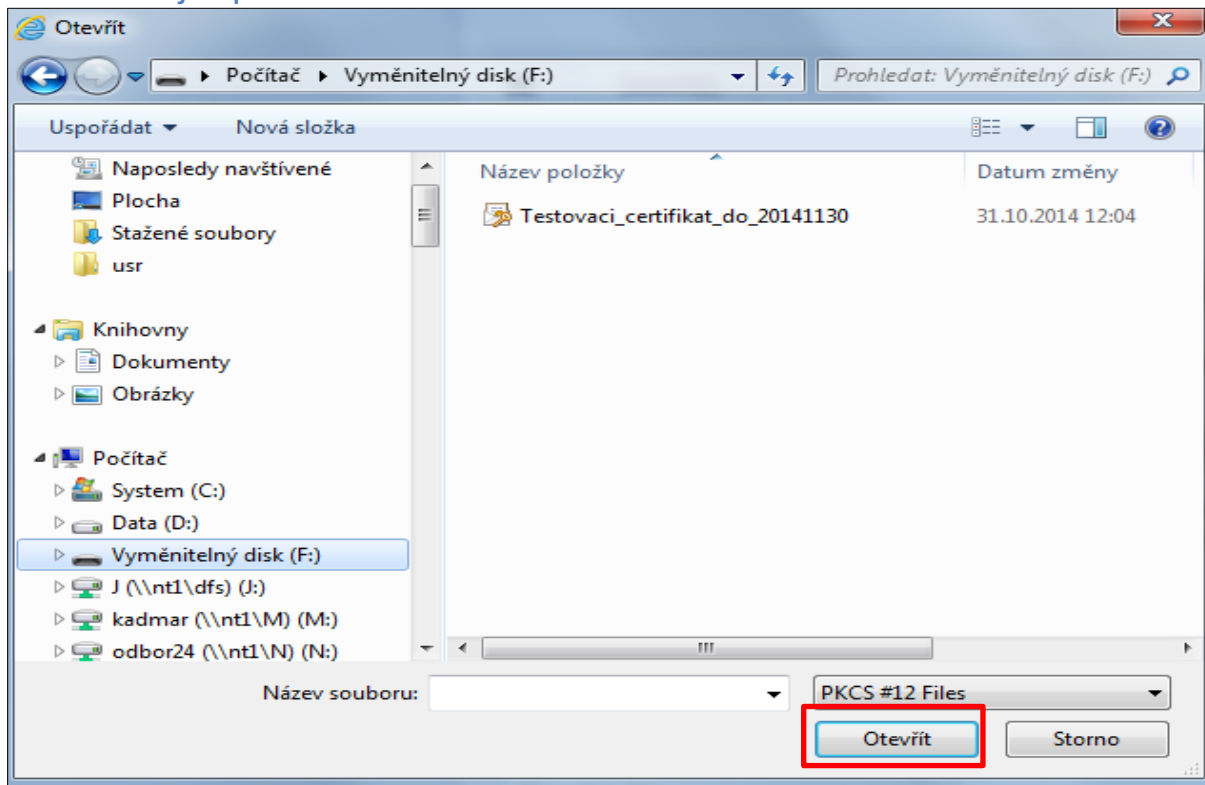 Otevřít
Počítač ▸ Vyměnitelný disk (F:)
Prohledat: Vyměnitelný disk (F:)
Uspořádat
Nová složka
Naposledy navštívené
Plocha
Stažené soubory
usr
Knihovny
Dokumenty
Obrázky
Počítač
System (C:)
Data (D:)
Vyměnitelný disk (F:)
J (\\nt1\dfs) (J:)
kadmar (\\nt1\M) (M:)
odbor24 (\\nt1\N) (N:)
Název položky
Datum změny
Testovaci_certifikat_do_20141130
31.10.2014 12:04
Název souboru:
PKCS #12 Files
Otevřít
Storno